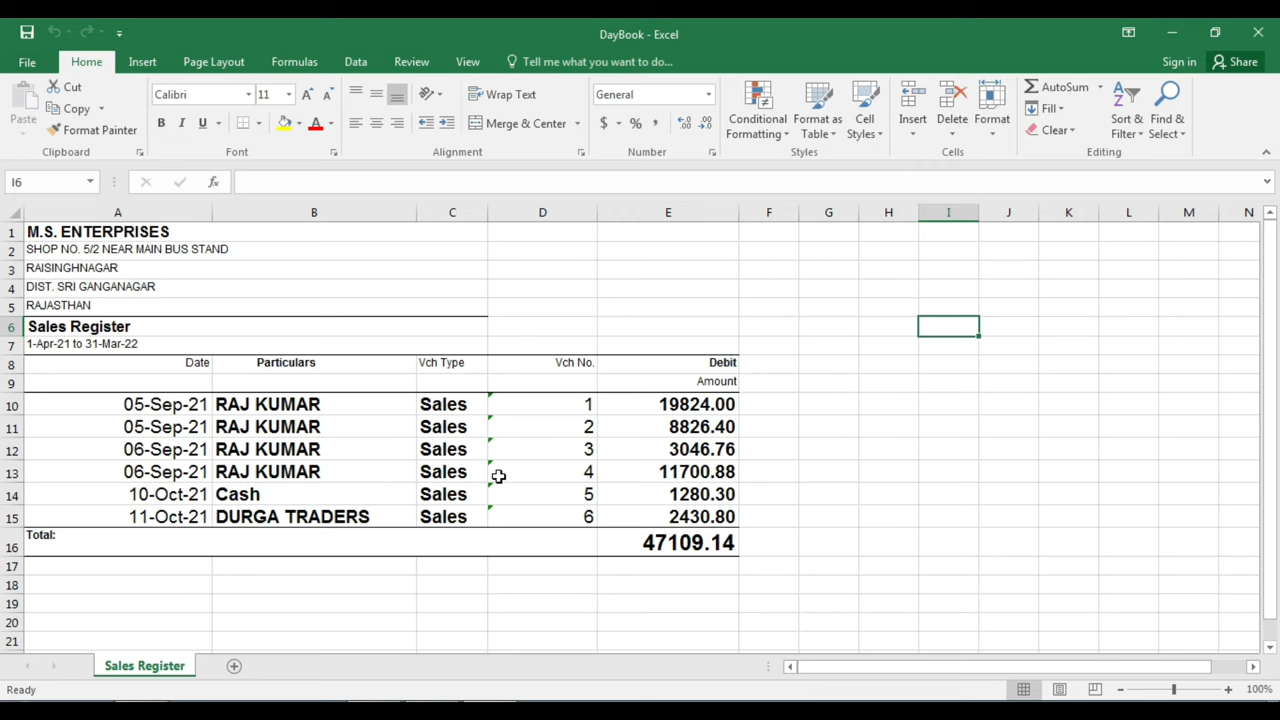 DayBook - Excel
File Home Insert Page Layout Formulas Data Review View Tell me what you want to do... Sign in Share
Cut
Copy
Format Painter
Paste
Clipboard
Calibri 11
B I U
Font
Wrap Text
Merge & Center
Alignment
General
$ % ,
Number
Conditional Formatting
Format as Table
Cell Styles
Styles
Insert Delete Format
Cells
AutoSum
Fill
Clear
Sort & Filter
Find & Select
Editing
I6 fx
A B C D E F G H I J K L M N
1 M.S. ENTERPRISES
2 SHOP NO. 5/2 NEAR MAIN BUS STAND
3 RAISINGHNAGAR
4 DIST. SRI GANGANAGAR
5 RAJASTHAN
6 Sales Register
7 1-Apr-21 to 31-Mar-22
8 Date Particulars Vch Type Vch No. Debit
9 Amount
10 05-Sep-21 RAJ KUMAR Sales 1 19824.00
11 05-Sep-21 RAJ KUMAR Sales 2 8826.40
12 06-Sep-21 RAJ KUMAR Sales 3 3046.76
13 06-Sep-21 RAJ KUMAR Sales 4 11700.88
14 10-Oct-21 Cash Sales 5 1280.30
15 11-Oct-21 DURGA TRADERS Sales 6 2430.80
16 Total: 47109.14
17
18
19
20
21
Sales Register
Ready 100%